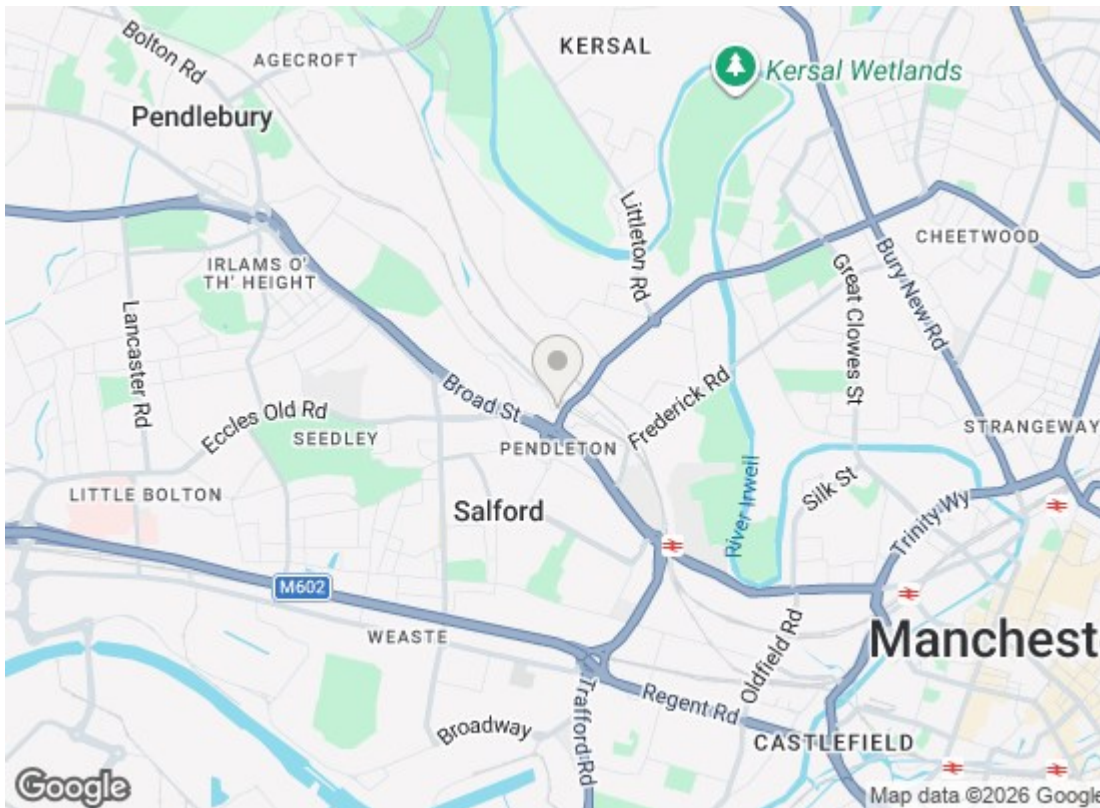 Bolton Rd
AGECROFT
KERSAL
Kersal Wetlands
Pendlebury
Littleton Rd
IRLAMS O'
TH' HEIGHT
CHEETWOOD
Bury New Rd
Great Clowes St
Lancaster Rd
Broad St
Frederick Rd
Eccles Old Rd
SEEDLEY
PENDLETON
STRANGEWAY
LITTLE BOLTON
Salford
River Irwell
Silk St
Trinity Wy
M602
WEASTE
Oldfield Rd
Manchest
Trafford Rd
Regent Rd
Broadway
CASTLEFIELD
Google
Map data ©2026 Google